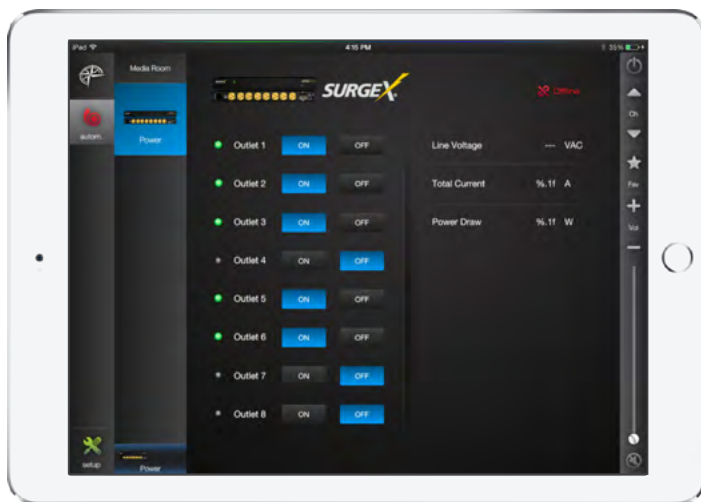 iPad
4:15 PM
35%
Media Room
SURGEX
Offline
autom.
Power
Ch
Fav
Vol
Outlet 1 ON OFF
Line Voltage --- VAC
Outlet 2 ON OFF
Total Current %.1f A
Outlet 3 ON OFF
Power Draw %.1f W
Outlet 4 ON OFF
Outlet 5 ON OFF
Outlet 6 ON OFF
Outlet 7 ON OFF
Outlet 8 ON OFF
setup
Power